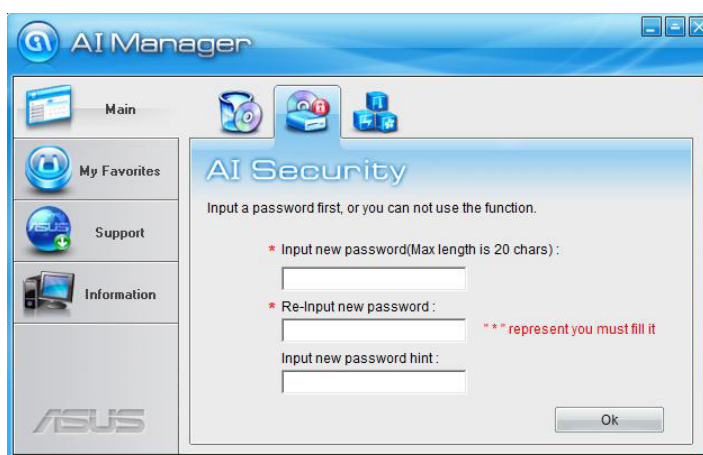 AI Manager
Main
My Favorites
Support
Information
ASUS
AI Security
Input a password first, or you can not use the function.
* Input new password(Max length is 20 chars) :
* Re-Input new password :
" * " represent you must fill it
Input new password hint :
Ok
/SUS